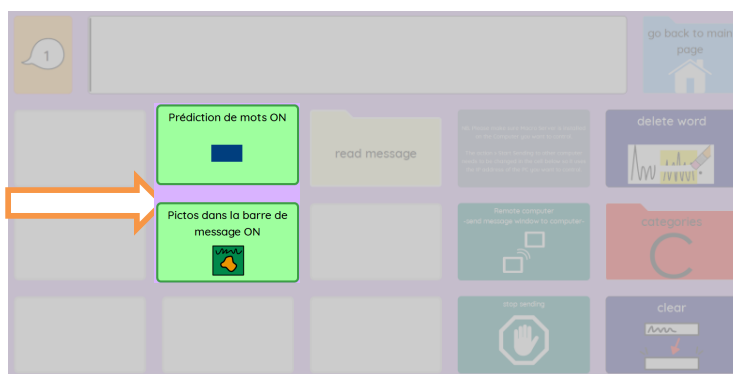 1
go back to main
page
Prédiction de mots ON
read message
delete word
Pictos dans la barre de
message ON
Remote computer
-send message window to computer-
categories
C
stop sending
clear